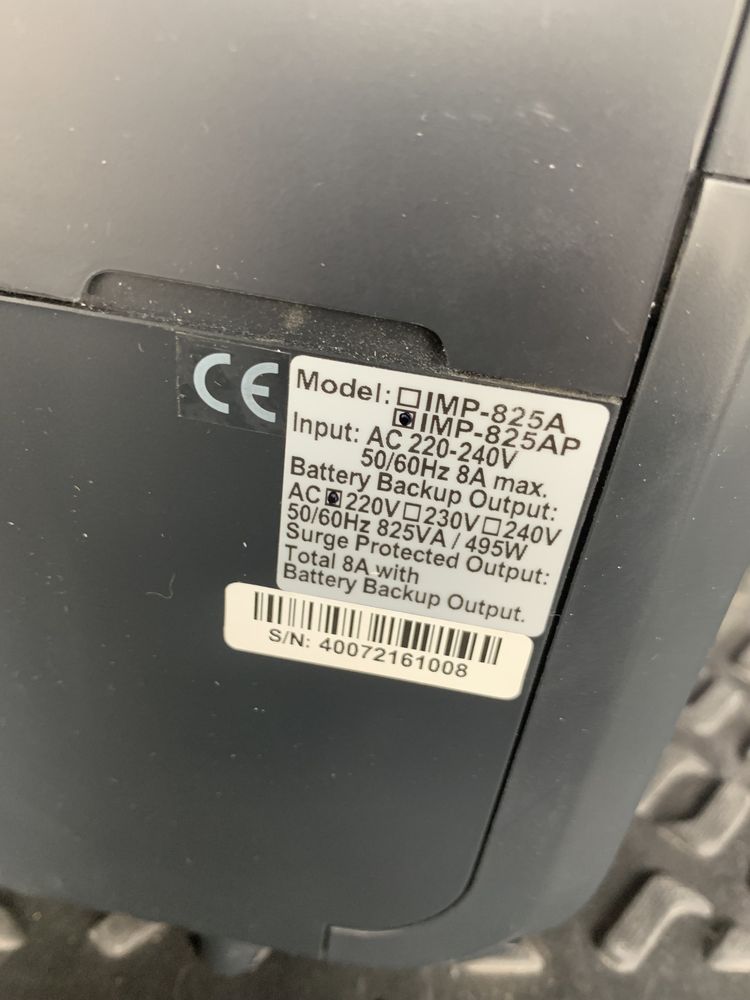 CE
Model: ☐IMP-825A
☑IMP-825AP
Input: AC 220-240V
50/60Hz 8A max.
Battery Backup Output:
AC ☑220V☐230V☐240V
50/60Hz 825VA / 495W
Surge Protected Output:
Total 8A with
Battery Backup Output.
S/N: 40072161008